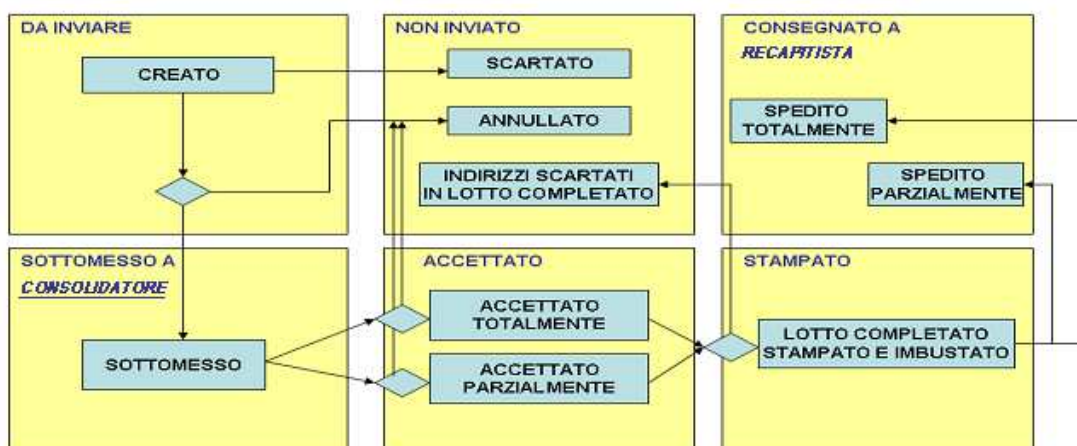 DA INVIARE
CREATO
NON INVIATO
SCARTATO
ANNULLATO
INDIRIZZI SCARTATI
IN LOTTO COMPLETATO
CONSEGNATO A
RECAPITISTA
SPEDITO
TOTALMENTE
SPEDITO
PARZIALMENTE
SOTTOMESSO A
CONSOLIDATORE
SOTTOMESSO
ACCETTATO
ACCETTATO
TOTALMENTE
ACCETTATO
PARZIALMENTE
STAMPATO
LOTTO COMPLETATO
STAMPATO E IMBUSTATO